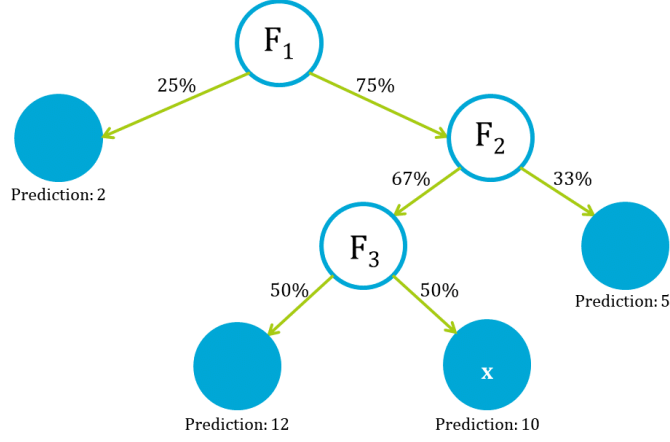 F₁
25%
75%
F₂
Prediction: 2
67%
33%
F₃
50%
50%
Prediction: 5
x
Prediction: 12
Prediction: 10